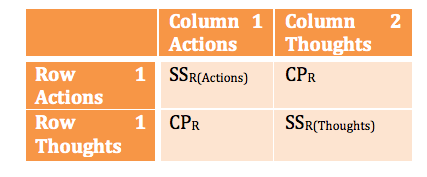 Column 1 Column 2
Actions Thoughts
Row 1 SSR(Actions) CPR
Actions
Row 1 CPR SSR(Thoughts)
Thoughts